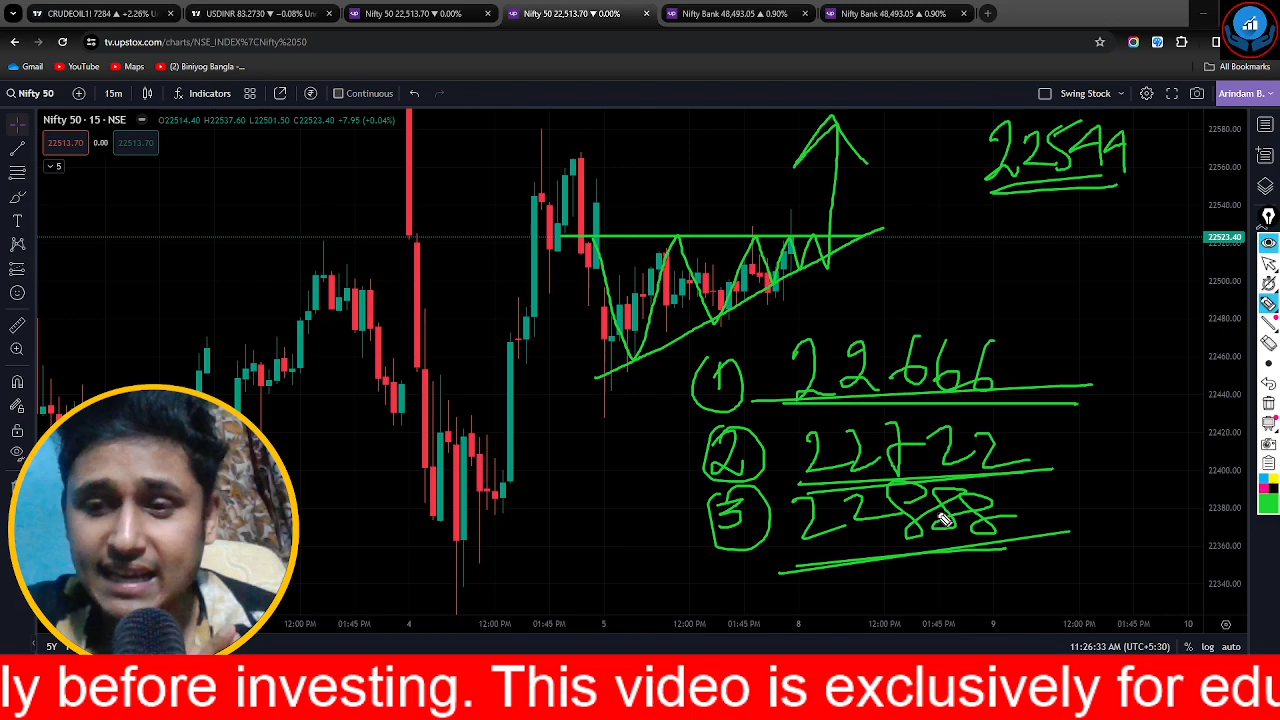 CRUDEOIL1! 7284 ▲ +2.26%
USDINR 83.2730 ▼ −0.08%
Nifty 50 22,513.70 ▼ 0.00%
Nifty 50 22,513.70 ▼ 0.00%
Nifty Bank 48,493.05 ▲ 0.90%
Nifty Bank 48,493.05 ▲ 0.90%
tv.upstox.com/charts/NSE_INDEX%7CNifty%2050
Gmail YouTube Maps (2) Biniyog Bangla -... All Bookmarks
Nifty 50 15m Indicators Continuous Swing Stock Arindam B.
Nifty 50 · 15 · NSE O22514.40 H22537.60 L22501.50 C22523.40 +7.95 (+0.04%)
22513.70 0.00 22513.70
5
22544
22580.00
22560.00
22540.00
22523.40
22500.00
22480.00
22460.00
22440.00
22420.00
22400.00
22380.00
22360.00
22340.00
1 22666
2 22722
3 22888
12:00 PM 01:45 PM 4 12:00 PM 01:45 PM 5 12:00 PM 01:45 PM 8 12:00 PM 01:45 PM 9 12:00 PM 01:45 PM 10
5Y 11:26:33 AM (UTC+5:30) % log auto
ly before investing. This video is exclusively for edu